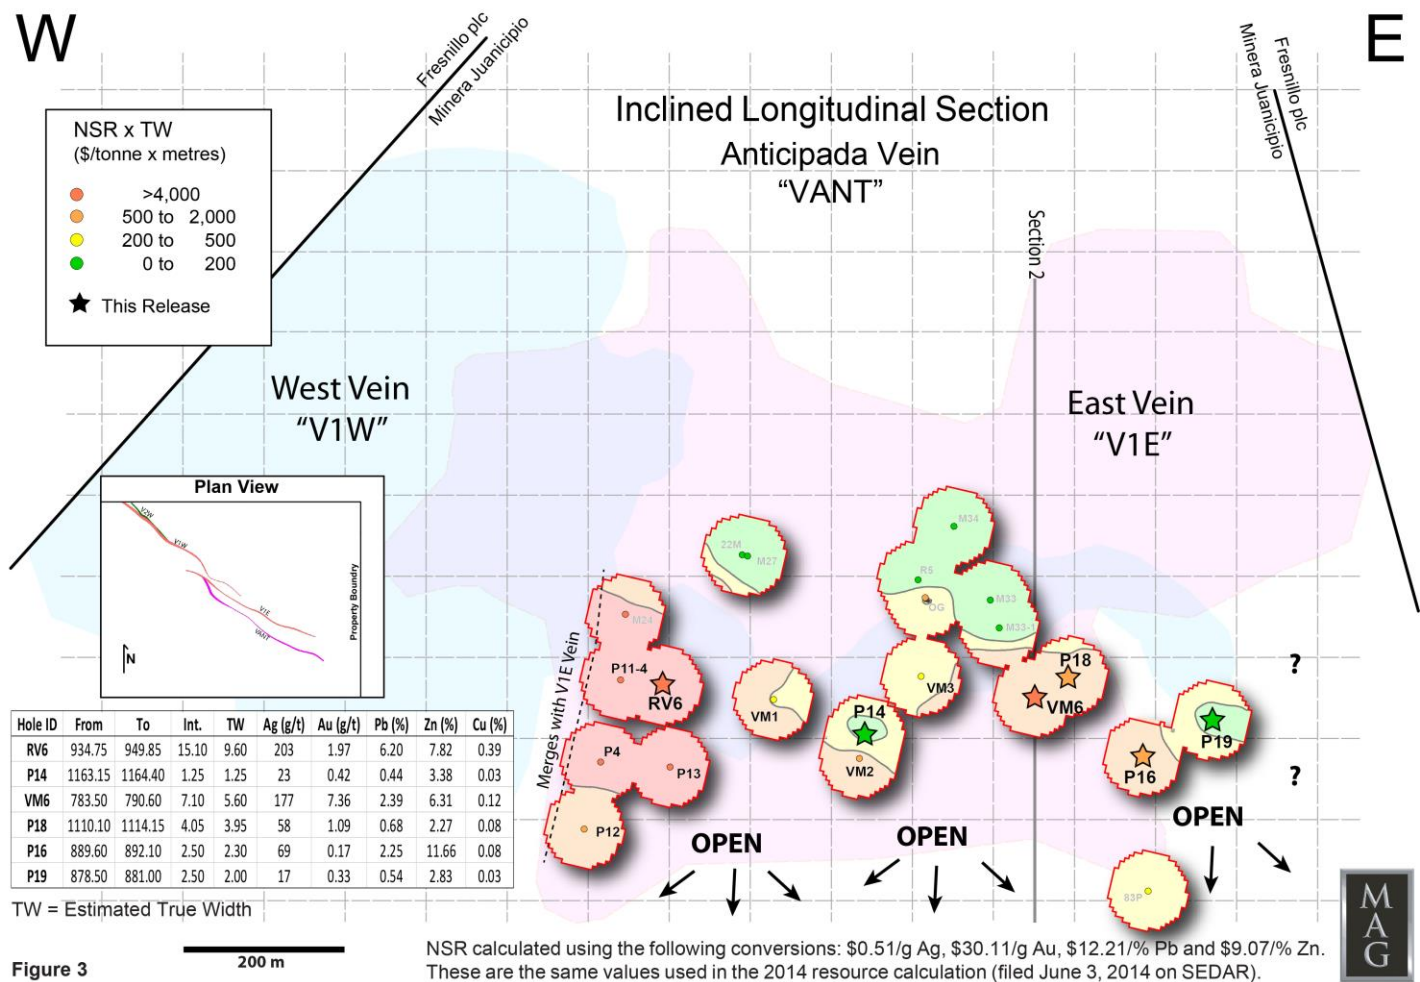 W
E
Fresnillo plc
Minera Juanicipio
Fresnillo plc
Minera Juanicipio
Inclined Longitudinal Section
Anticipada Vein
“VANT”
NSR x TW
($/tonne x metres)
>4,000
500 to 2,000
200 to 500
0 to 200
This Release
Section 2
West Vein
“V1W”
East Vein
“V1E”
Plan View
V2W
V1W
V1E
VANT
Property Boundry
N
M34
22M
M27
R5
OG
M33
M33-1
M24
Merges with V1E Vein
P11-4
RV6
VM1
VM3
P18
VM6
P14
VM2
P4
P13
P12
P16
P19
?
?
OPEN
OPEN
OPEN
83P
Hole ID From To Int. TW Ag (g/t) Au (g/t) Pb (%) Zn (%) Cu (%)
RV6 934.75 949.85 15.10 9.60 203 1.97 6.20 7.82 0.39
P14 1163.15 1164.40 1.25 1.25 23 0.42 0.44 3.38 0.03
VM6 783.50 790.60 7.10 5.60 177 7.36 2.39 6.31 0.12
P18 1110.10 1114.15 4.05 3.95 58 1.09 0.68 2.27 0.08
P16 889.60 892.10 2.50 2.30 69 0.17 2.25 11.66 0.08
P19 878.50 881.00 2.50 2.00 17 0.33 0.54 2.83 0.03
TW = Estimated True Width
Figure 3
200 m
NSR calculated using the following conversions: $0.51/g Ag, $30.11/g Au, $12.21/% Pb and $9.07/% Zn.
These are the same values used in the 2014 resource calculation (filed June 3, 2014 on SEDAR).
MAG